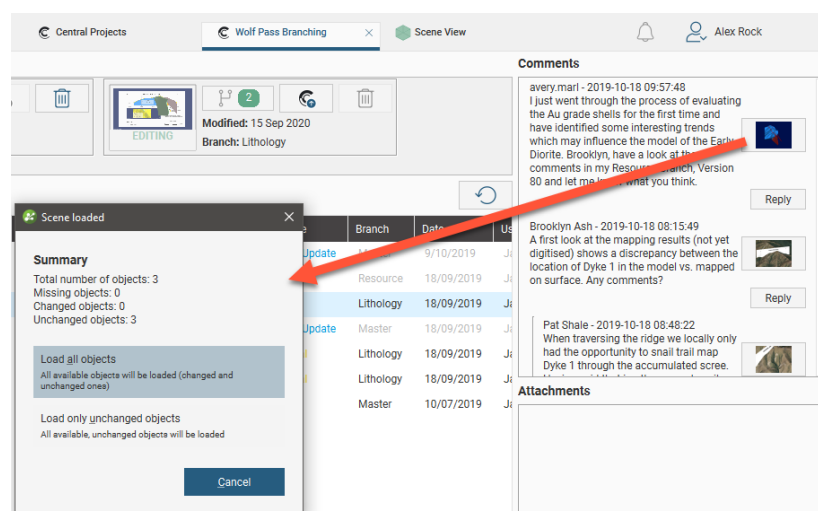 Central Projects
Wolf Pass Branching
Scene View
Alex Rock
2
EDITING
Modified: 15 Sep 2020
Branch: Lithology
Comments
avery.marl - 2019-10-18 09:57:48
I just went through the process of evaluating
the Au grade shells for the first time and
have identified some interesting trends
which may influence the model of the Early
Diorite. Brooklyn, have a look at the
comments in my Resource Branch, Version
80 and let me know what you think.
Reply
Brooklyn Ash - 2019-10-18 08:15:49
A first look at the mapping results (not yet
digitised) shows a discrepancy between the
location of Dyke 1 in the model vs. mapped
on surface. Any comments?
Reply
Pat Shale - 2019-10-18 08:48:22
When traversing the ridge we locally only
had the opportunity to snail trail map
Dyke 1 through the accumulated scree.
Attachments
Branch Date Us
Update 9/10/2019
Resource 18/09/2019
Lithology 18/09/2019
Update Master 18/09/2019
Lithology 18/09/2019
Lithology 18/09/2019
Master 10/07/2019
Scene loaded
Summary
Total number of objects: 3
Missing objects: 0
Changed objects: 0
Unchanged objects: 3
Load all objects
All available objects will be loaded (changed and
unchanged ones)
Load only unchanged objects
All available, unchanged objects will be loaded
Cancel